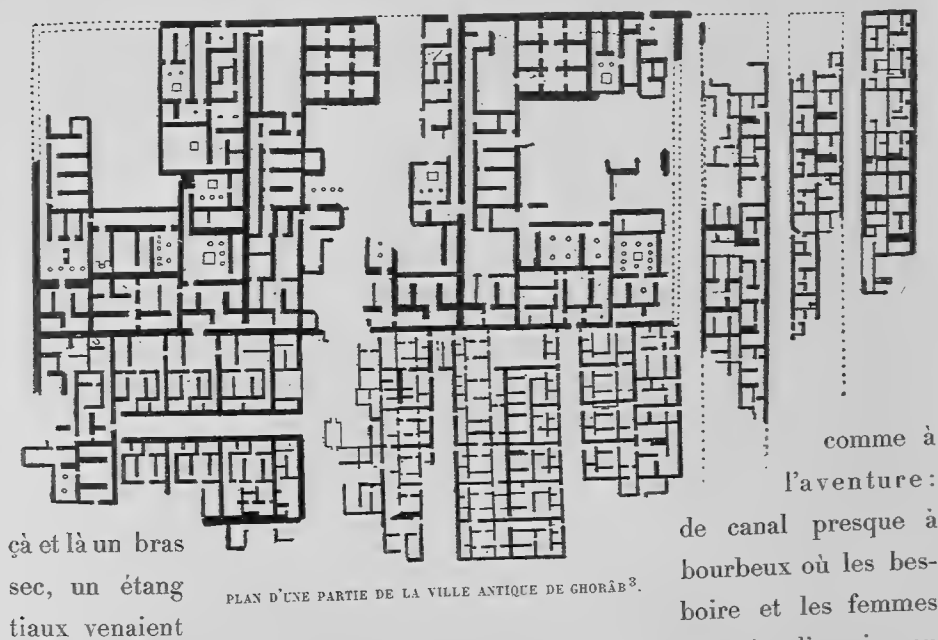 comme à
l'aventure:
çà et là un bras de canal presque à
sec, un étang bourbeux où les bes-
tiaux venaient boire et les femmes
PLAN D'UNE PARTIE DE LA VILLE ANTIQUE DE GHORÂB³.